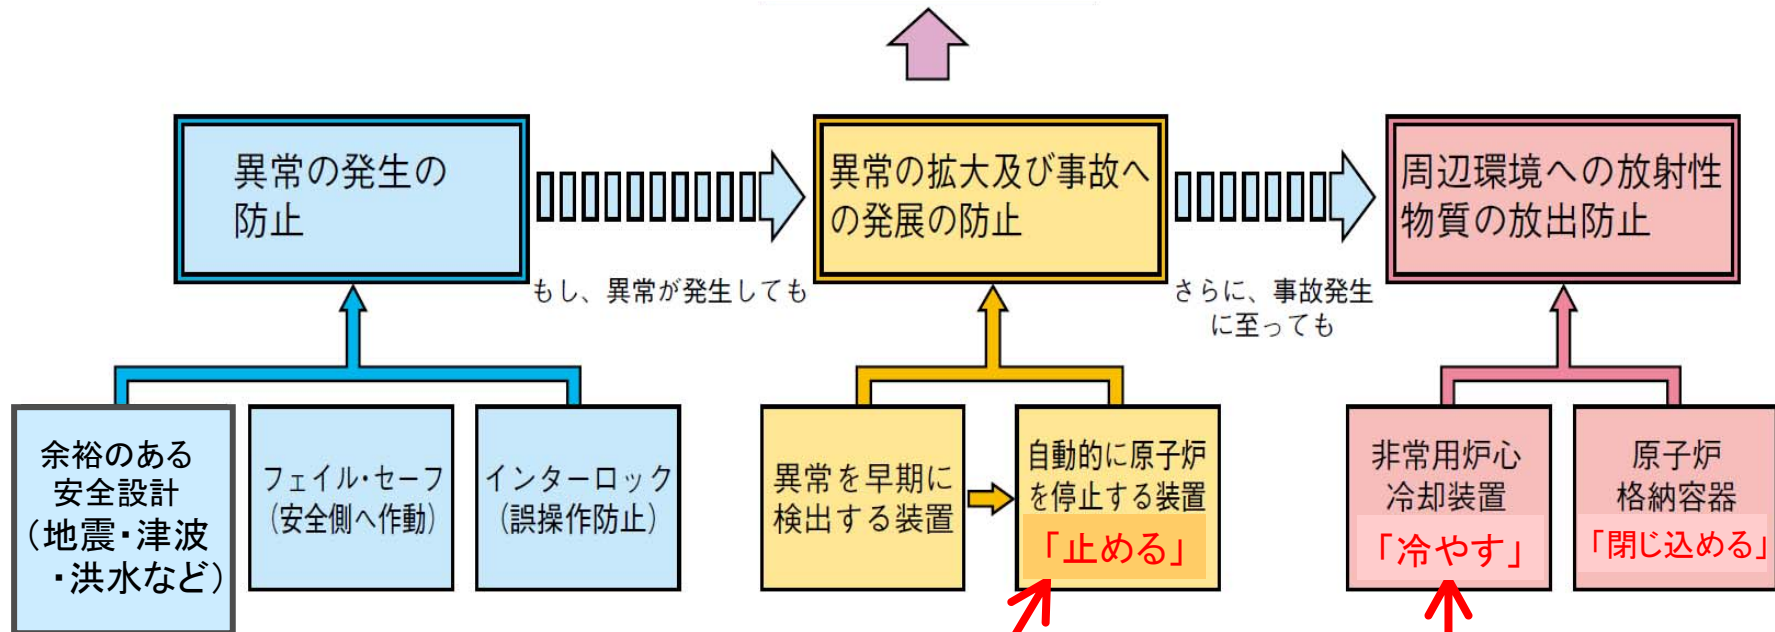 異常の発生の
防止
もし、異常が発生しても
異常の拡大及び事故へ
の発展の防止
さらに、事故発生
に至っても
周辺環境への放射性
物質の放出防止
余裕のある
安全設計
(地震・津波
・洪水など)
フェイル・セーフ
(安全側へ作動)
インターロック
(誤操作防止)
異常を早期に
検出する装置
自動的に原子炉
を停止する装置
「止める」
非常用炉心
冷却装置
「冷やす」
原子炉
格納容器
「閉じ込める」